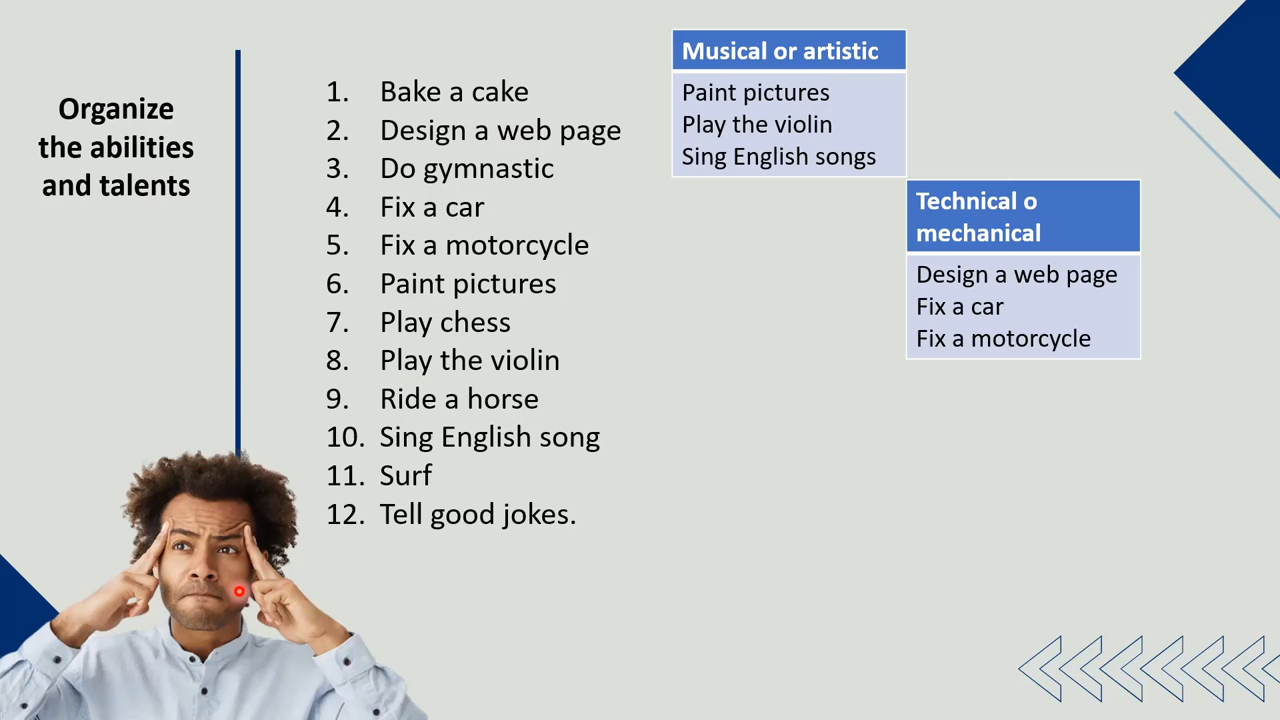 Organize
the abilities
and talents
1. Bake a cake
2. Design a web page
3. Do gymnastic
4. Fix a car
5. Fix a motorcycle
6. Paint pictures
7. Play chess
8. Play the violin
9. Ride a horse
10. Sing English song
11. Surf
12. Tell good jokes.
Musical or artistic
Paint pictures
Play the violin
Sing English songs
Technical o
mechanical
Design a web page
Fix a car
Fix a motorcycle